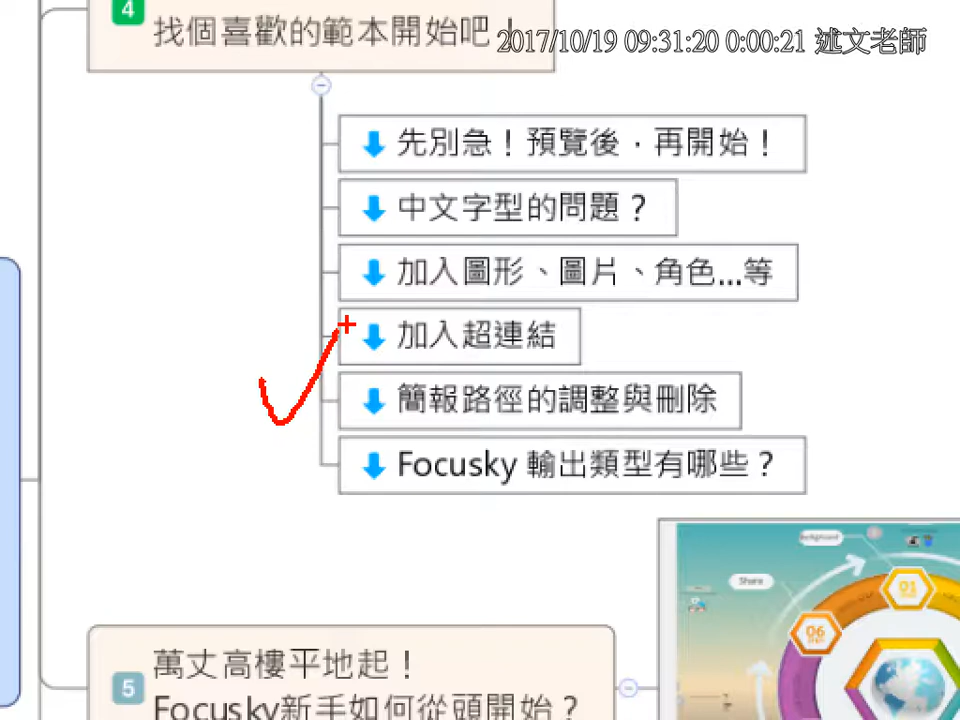 4
找個喜歡的範本開始吧！
2017/10/19 09:31:20 0:00:21 述文老師
先別急！預覽後，再開始！
中文字型的問題？
加入圖形、圖片、角色...等
加入超連結
簡報路徑的調整與刪除
Focusky 輸出類型有哪些？
Background
Share
01
06
5
萬丈高樓平地起！
Focusky新手如何從頭開始？